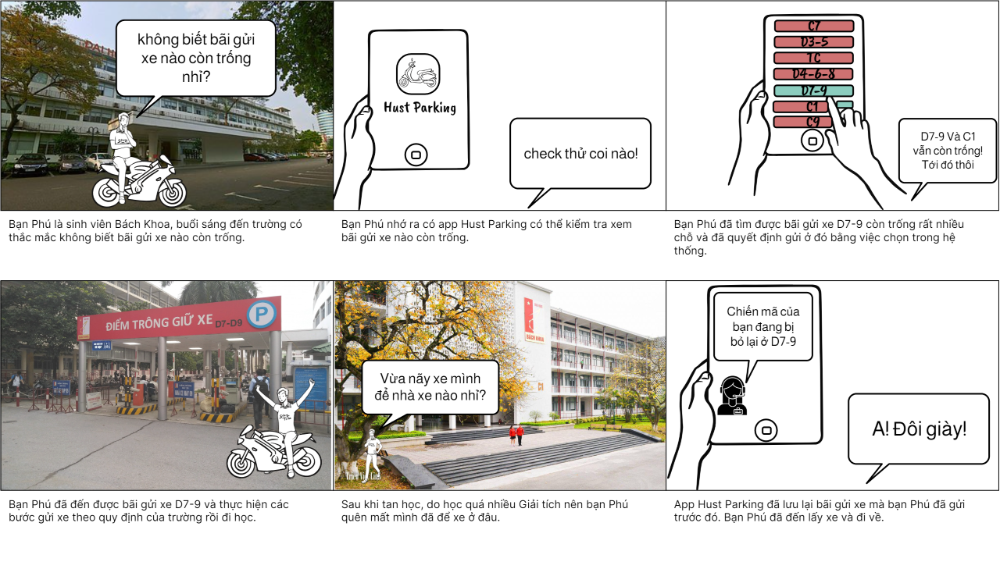 không biết bãi gửi
xe nào còn trống
nhỉ?
Bạn Phú là sinh viên Bách Khoa, buổi sáng đến trường có
thắc mắc không biết bãi gửi xe nào còn trống.
Hust Parking
check thử coi nào!
Bạn Phú nhớ ra có app Hust Parking có thể kiểm tra xem
bãi gửi xe nào còn trống.
C7
D3-5
TC
D4-6-8
D7-9
C1
C9
D7-9 Và C1
vẫn còn trống!
Tới đó thôi
Bạn Phú đã tìm được bãi gửi xe D7-9 còn trống rất nhiều
chỗ và đã quyết định gửi ở đó bằng việc chọn trong hệ
thống.
ĐIỂM TRÔNG GIỮ XE D7-D9
P
Bạn Phú đã đến được bãi gửi xe D7-9 và thực hiện các
bước gửi xe theo quy định của trường rồi đi học.
BÁCH KHOA
C1
Vừa nãy xe mình
để nhà xe nào nhỉ?
Sau khi tan học, do học quá nhiều Giải tích nên bạn Phú
quên mất mình đã để xe ở đâu.
Chiến mã của
bạn đang bị
bỏ lại ở D7-9
A! Đôi giày!
App Hust Parking đã lưu lại bãi gửi xe mà bạn Phú đã gửi
trước đó. Bạn Phú đã đến lấy xe và đi về.